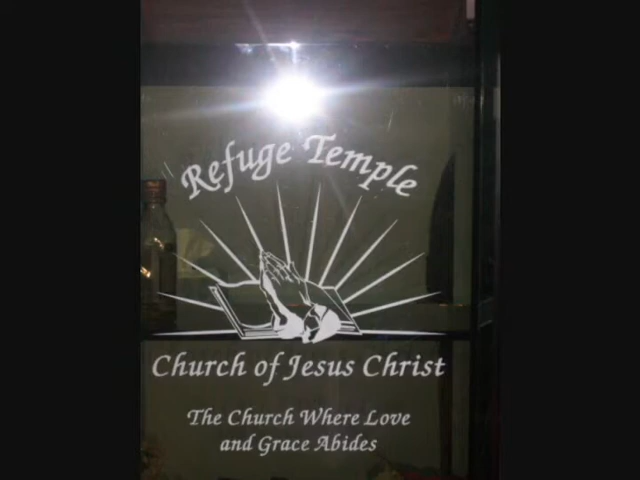 Refuge Temple
Church of Jesus Christ
The Church Where Love
and Grace Abides